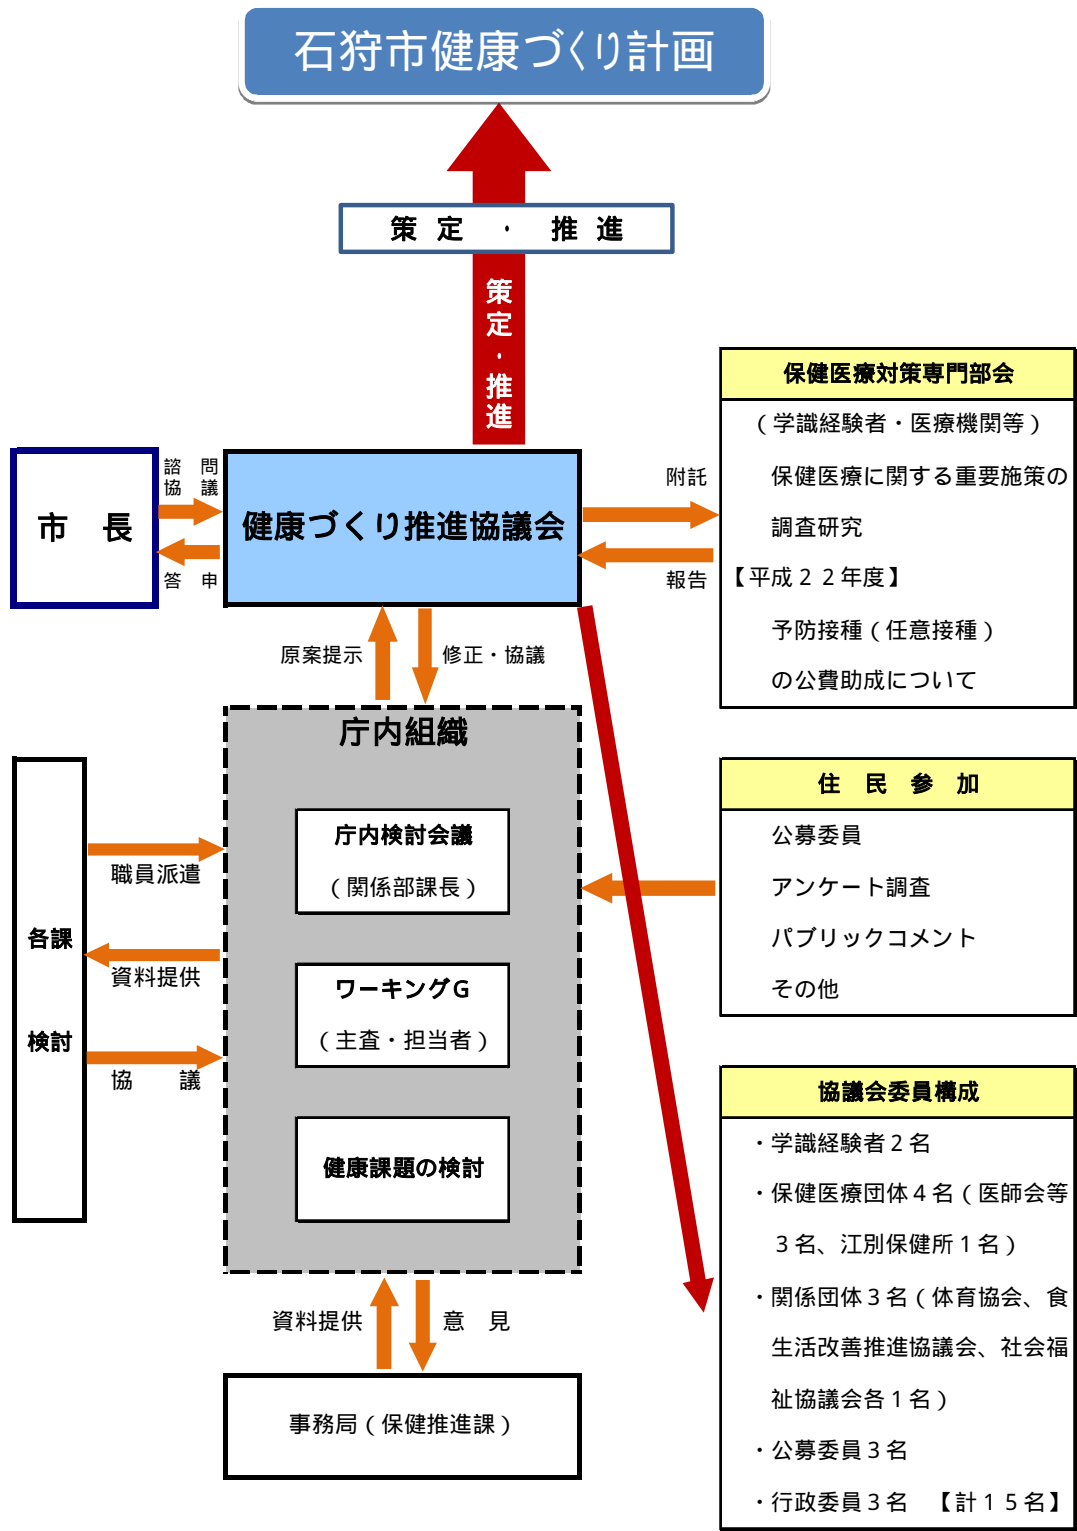 石狩市健康づくり計画
策 定 ・ 推 進
策定・推進
保健医療対策専門部会
（学識経験者・医療機関等）
保健医療に関する重要施策の
調査研究
【平成２２年度】
予防接種（任意接種）
の公費助成について
市　長
諮　問
協　議
答　申
健康づくり推進協議会
附託
報告
原案提示
修正・協議
庁内組織
庁内検討会議
（関係部課長）
ワーキングＧ
（主査・担当者）
健康課題の検討
各課
検討
職員派遣
資料提供
協　　議
住　民　参　加
公募委員
アンケート調査
パブリックコメント
その他
協議会委員構成
・学識経験者２名
・保健医療団体４名（医師会等
３名、江別保健所１名）
・関係団体３名（体育協会、食
生活改善推進協議会、社会福
祉協議会各１名）
・公募委員３名
・行政委員３名　【計１５名】
資料提供
意　見
事務局（保健推進課）